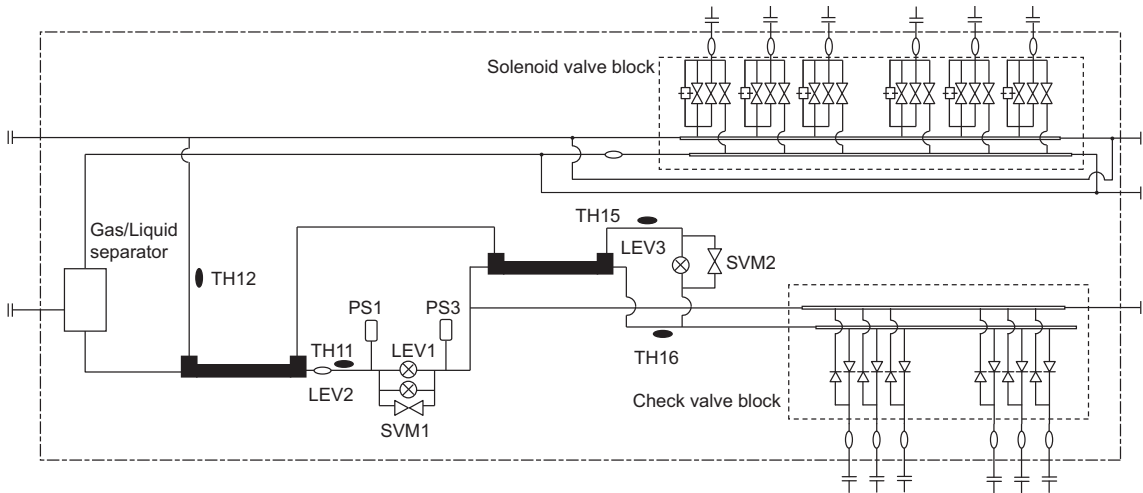 Solenoid valve block
Gas/Liquid
separator
TH12
TH15
LEV3
SVM2
PS1
PS3
TH11
LEV1
LEV2
SVM1
TH16
Check valve block